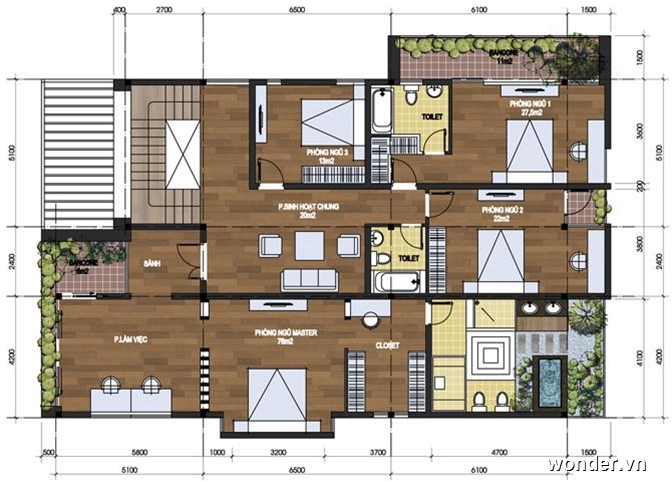 400
2700
6500
6100
1500
BANCONE
11m2
1500
TOILET
PHÒNG NGỦ 1
27,5m2
PHÒNG NGỦ 3
13m2
5100
5100
3600
200
P.SINH HOẠT CHUNG
20m2
PHÒNG NGỦ 2
22m2
BANCONE
6m2
SẢNH
TOILET
2400
3800
2400
P.LÀM VIỆC
PHÒNG NGỦ MASTER
76m2
CLOSET
4200
4100
4200
500
5800
1000
3200
3700
4700
1500
5100
6500
6100
wonder.vn